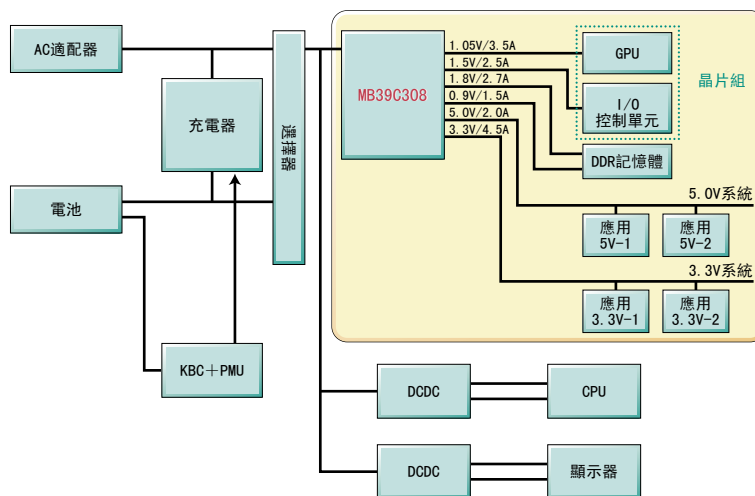 AC適配器
充電器
電池
KBC＋PMU
選擇器
MB39C308
1.05V/3.5A
1.5V/2.5A
1.8V/2.7A
0.9V/1.5A
5.0V/2.0A
3.3V/4.5A
GPU
I/O
控制單元
晶片組
DDR記憶體
5.0V系統
應用
5V-1
應用
5V-2
3.3V系統
應用
3.3V-1
應用
3.3V-2
DCDC
CPU
DCDC
顯示器